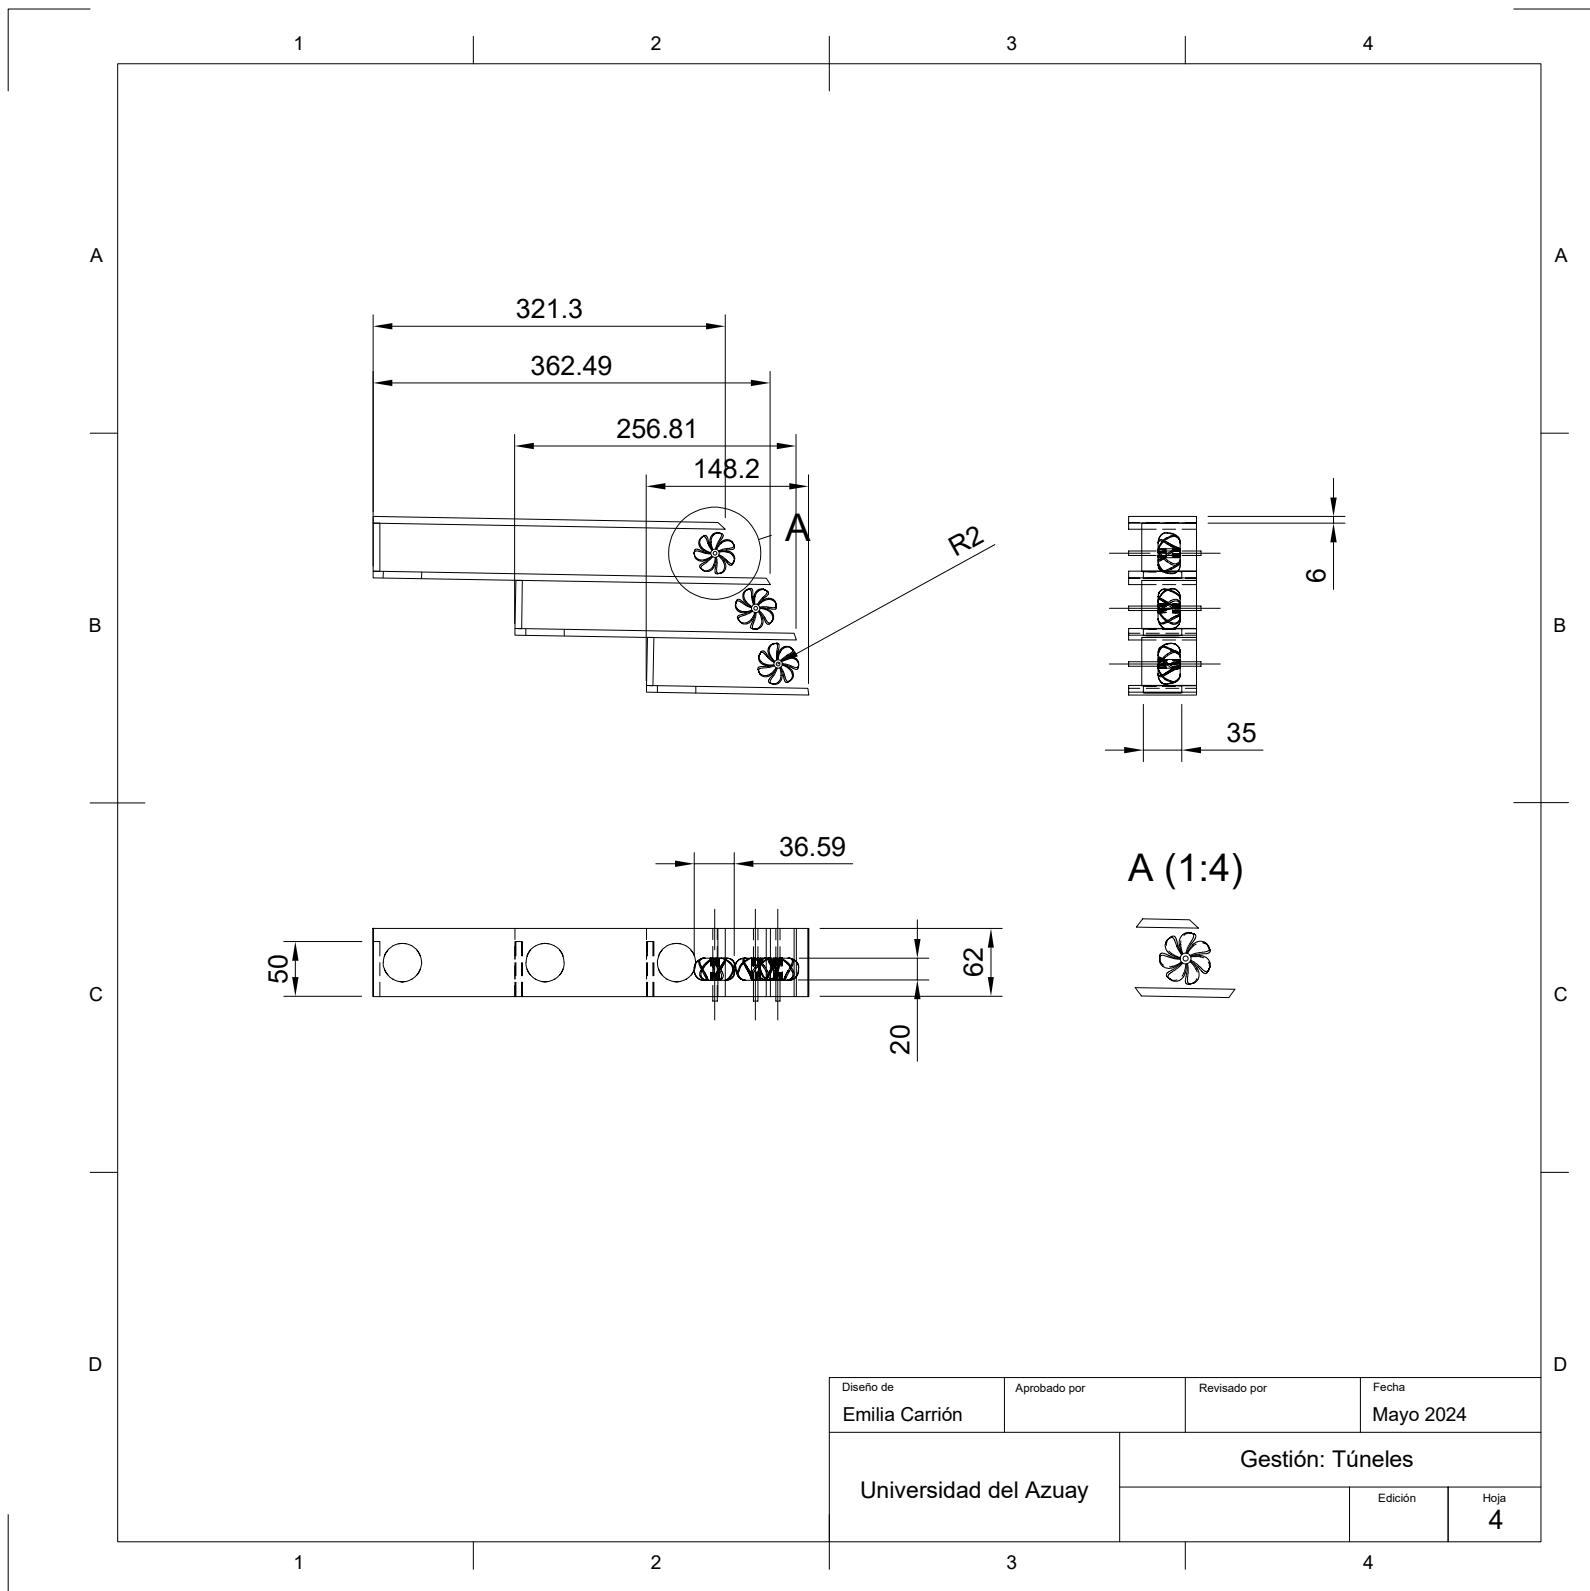 1 2 3 4
A A
321.3
362.49
256.81
148.2
A
R2
6
B B
35
36.59
A (1:4)
50
62
20
C C
D D
Diseño de Aprobado por Revisado por Fecha
Emilia Carrión Mayo 2024
Gestión: Túneles
Universidad del Azuay
Edición Hoja
4
1 2 3 4